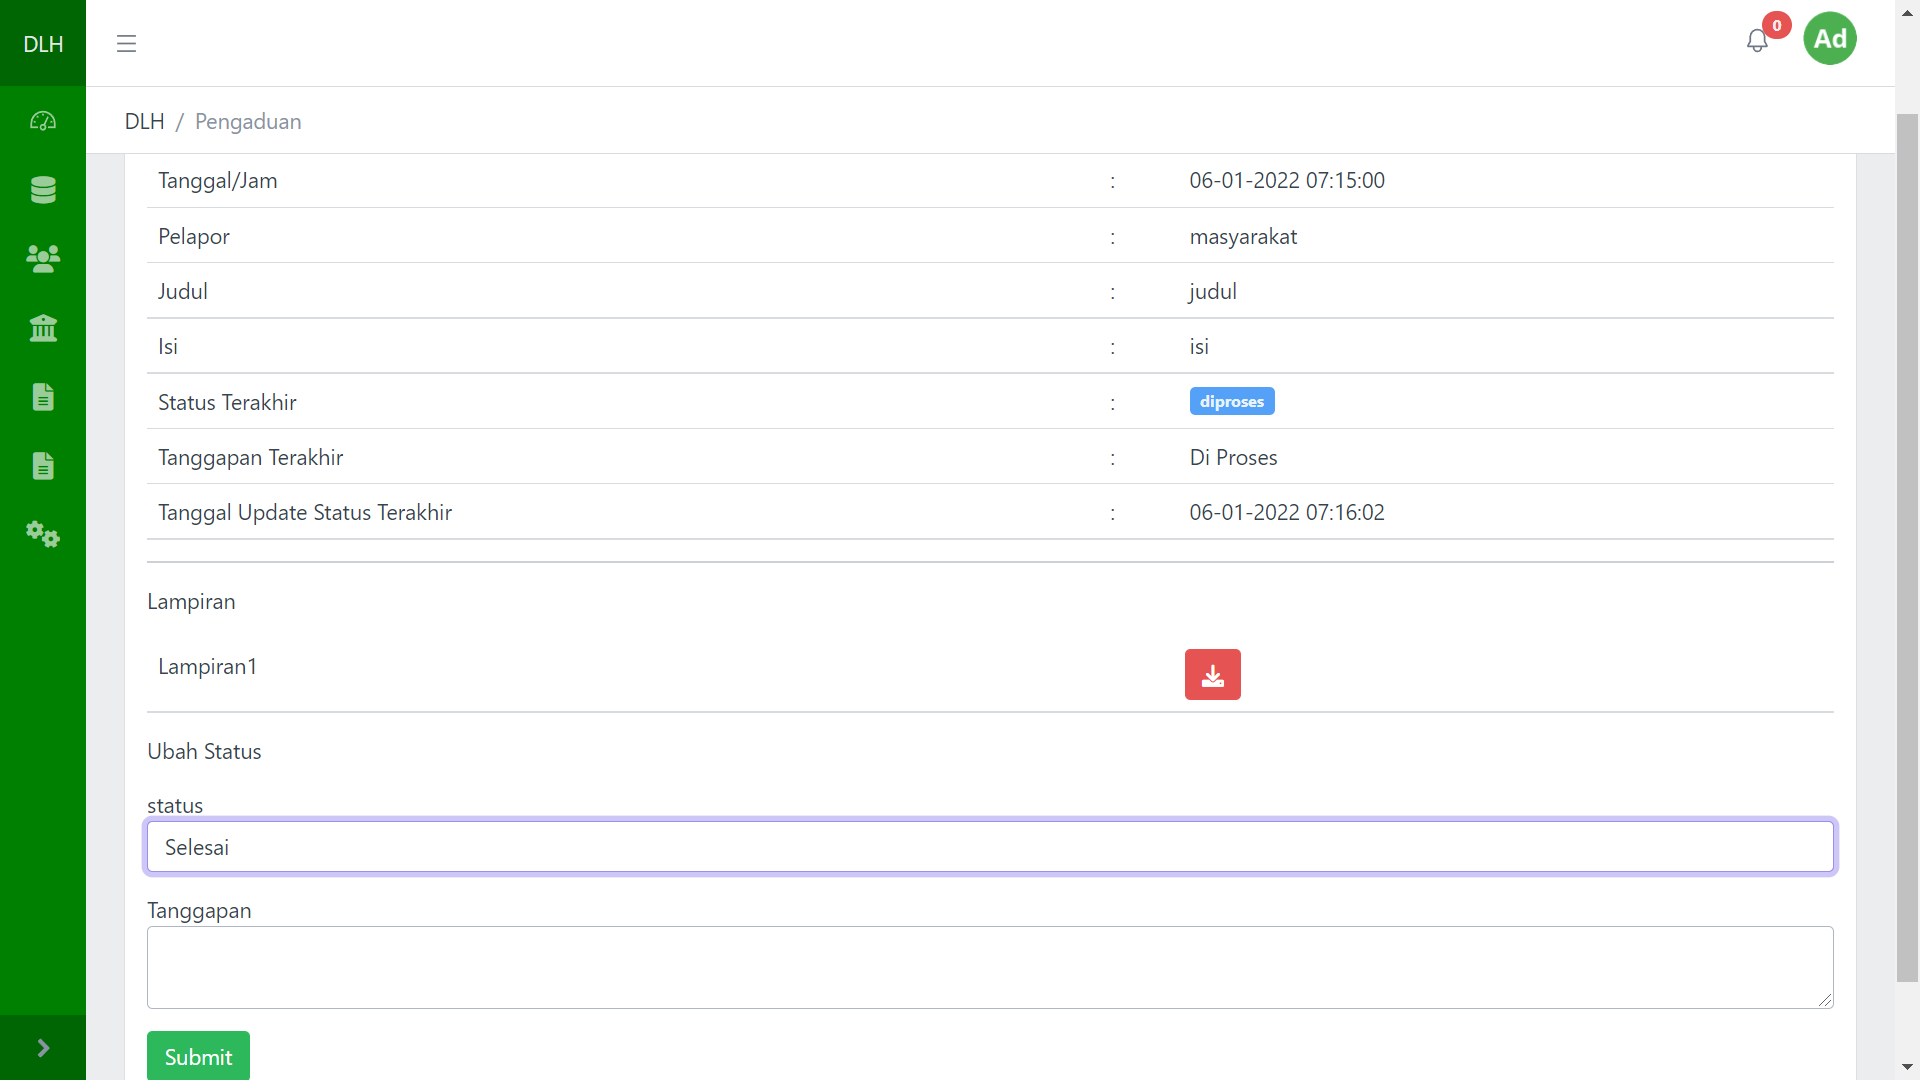 DLH
0
Ad
DLH / Pengaduan
Tanggal/Jam : 06-01-2022 07:15:00
Pelapor : masyarakat
Judul : judul
Isi : isi
Status Terakhir : diproses
Tanggapan Terakhir : Di Proses
Tanggal Update Status Terakhir : 06-01-2022 07:16:02
Lampiran
Lampiran1
Ubah Status
status
Selesai
Tanggapan
Submit